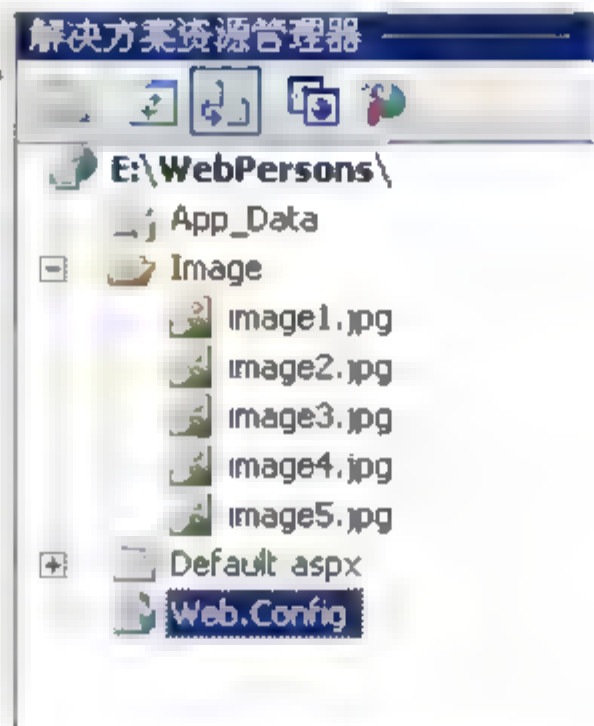 解决方案资源管理器
E:\WebPersons\
App_Data
Image
image1.jpg
image2.jpg
image3.jpg
image4.jpg
image5.jpg
Default.aspx
Web.Config